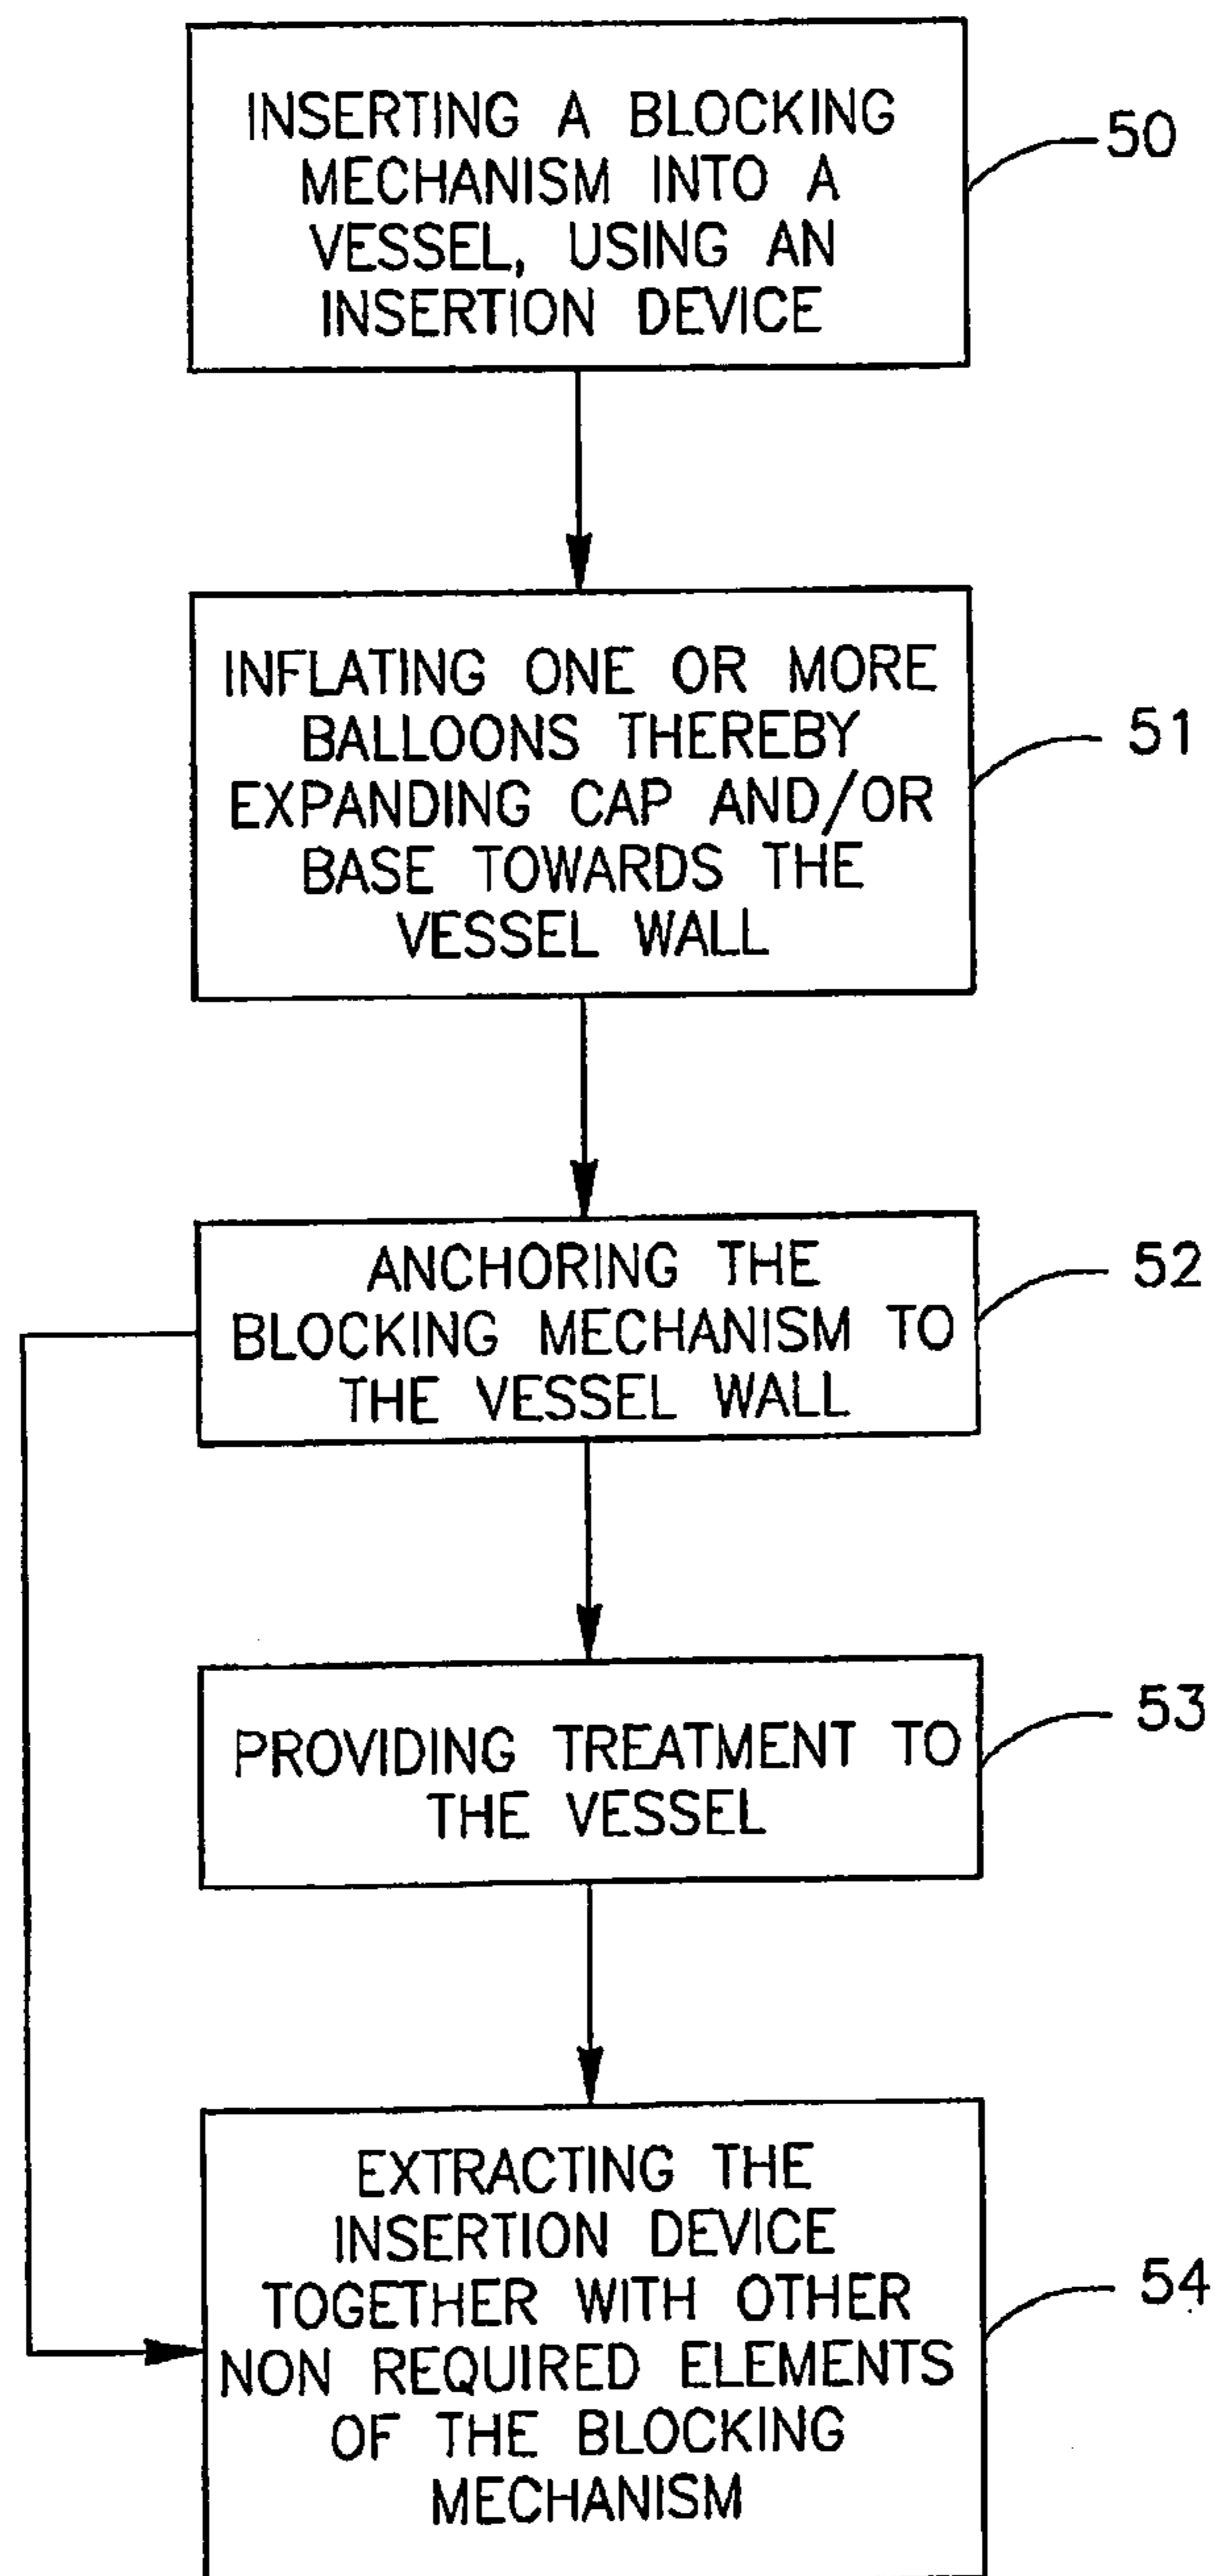 INSERTING A BLOCKING
MECHANISM INTO A
VESSEL, USING AN
INSERTION DEVICE
50
INFLATING ONE OR MORE
BALLOONS THEREBY
EXPANDING CAP AND/OR
BASE TOWARDS THE
VESSEL WALL
51
ANCHORING THE
BLOCKING MECHANISM TO
THE VESSEL WALL
52
PROVIDING TREATMENT TO
THE VESSEL
53
EXTRACTING THE
INSERTION DEVICE
TOGETHER WITH OTHER
NON REQUIRED ELEMENTS
OF THE BLOCKING
MECHANISM
54